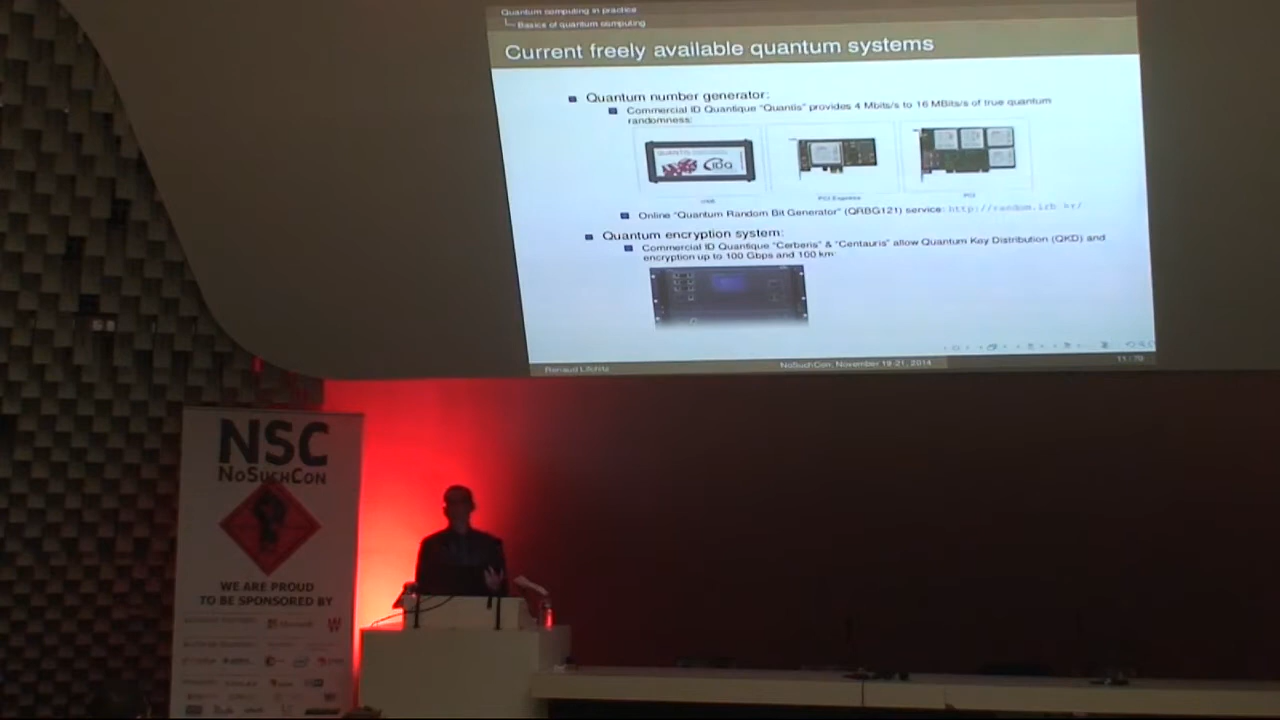 Quantum computing in practice
Basics of quantum computing
Current freely available quantum systems
Quantum number generator:
Commercial ID Quantique "Quantis" provides 4 Mbits/s to 16 MBits/s of true quantum
randomness:
QUANTIS
IDQ
USB
PCI Express
PCI
Online "Quantum Random Bit Generator" (QRBG121) service: http://random.irb.hr/
Quantum encryption system:
Commercial ID Quantique "Cerberis" & "Centauris" allow Quantum Key Distribution (QKD) and
encryption up to 100 Gbps and 100 km
Renaud Lifchitz
NoSuchCon, November 19-21, 2014
11 / 70
NSC
NoSuchCon
WE ARE PROUD
TO BE SPONSORED BY
Microsoft